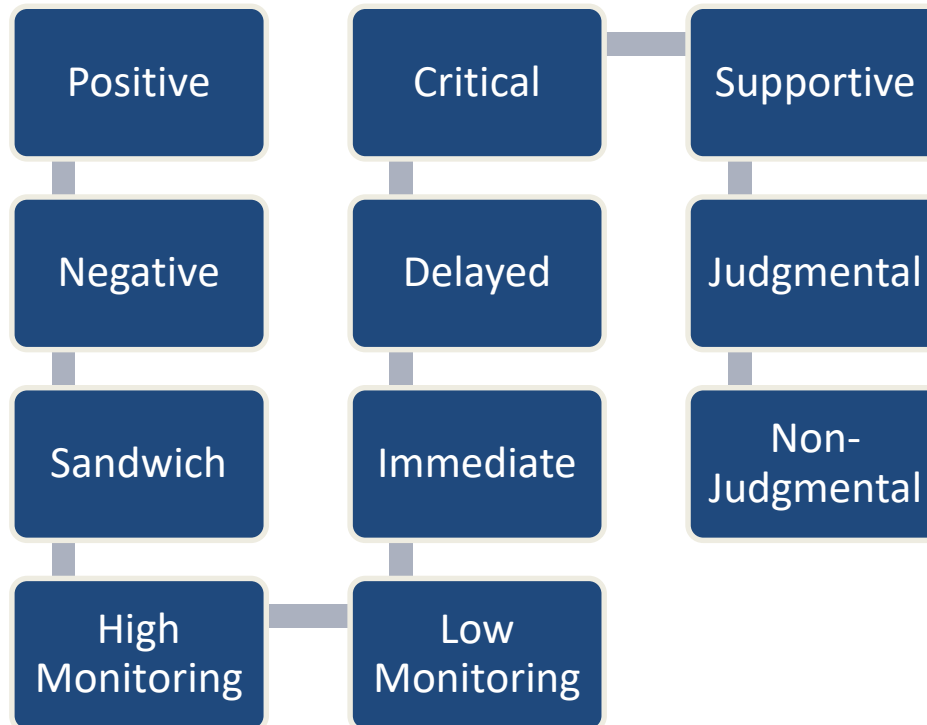 Positive
Negative
Sandwich
High
Monitoring
Low
Monitoring
Immediate
Delayed
Critical
Supportive
Judgmental
Non-
Judgmental